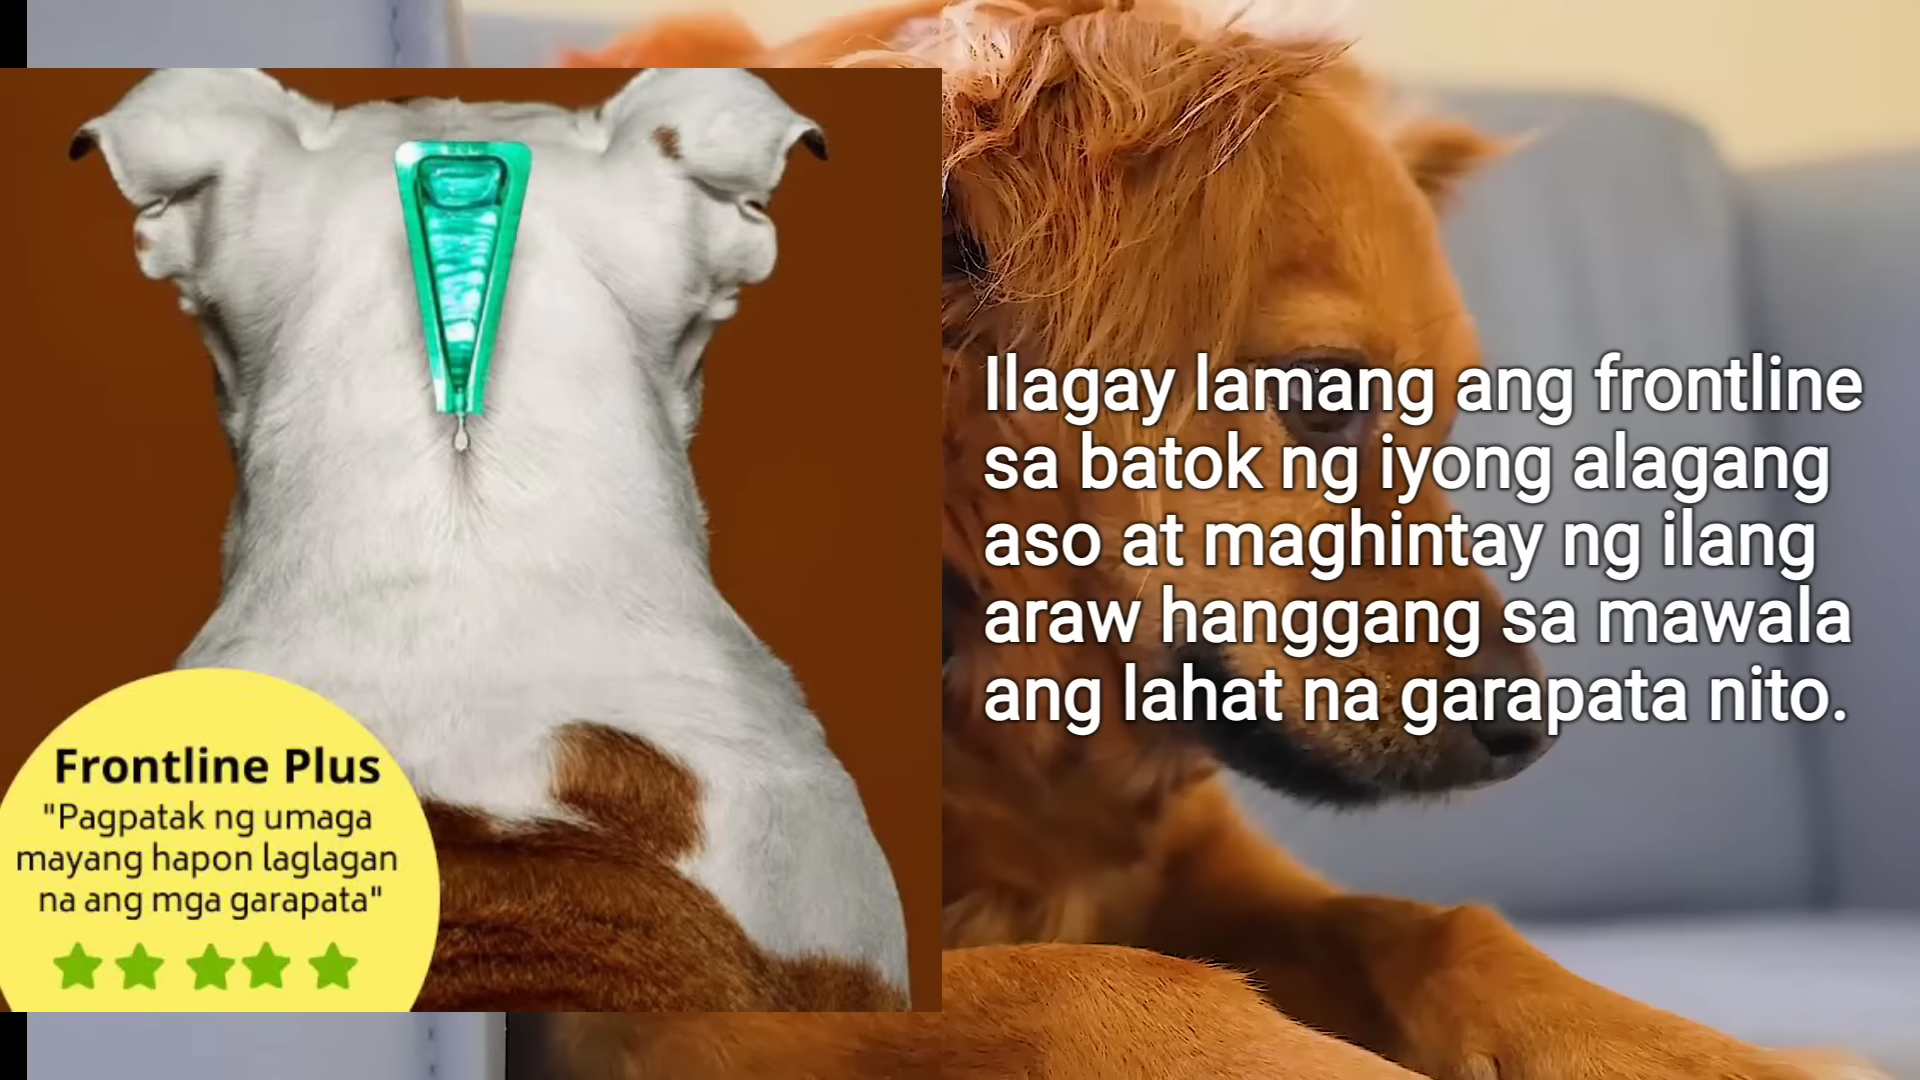 Ilagay lamang ang frontline
sa batok ng iyong alagang
aso at maghintay ng ilang
araw hanggang sa mawala
ang lahat na garapata nito.
Frontline Plus
"Pagpatak ng umaga
mayang hapon laglagan
na ang mga garapata"